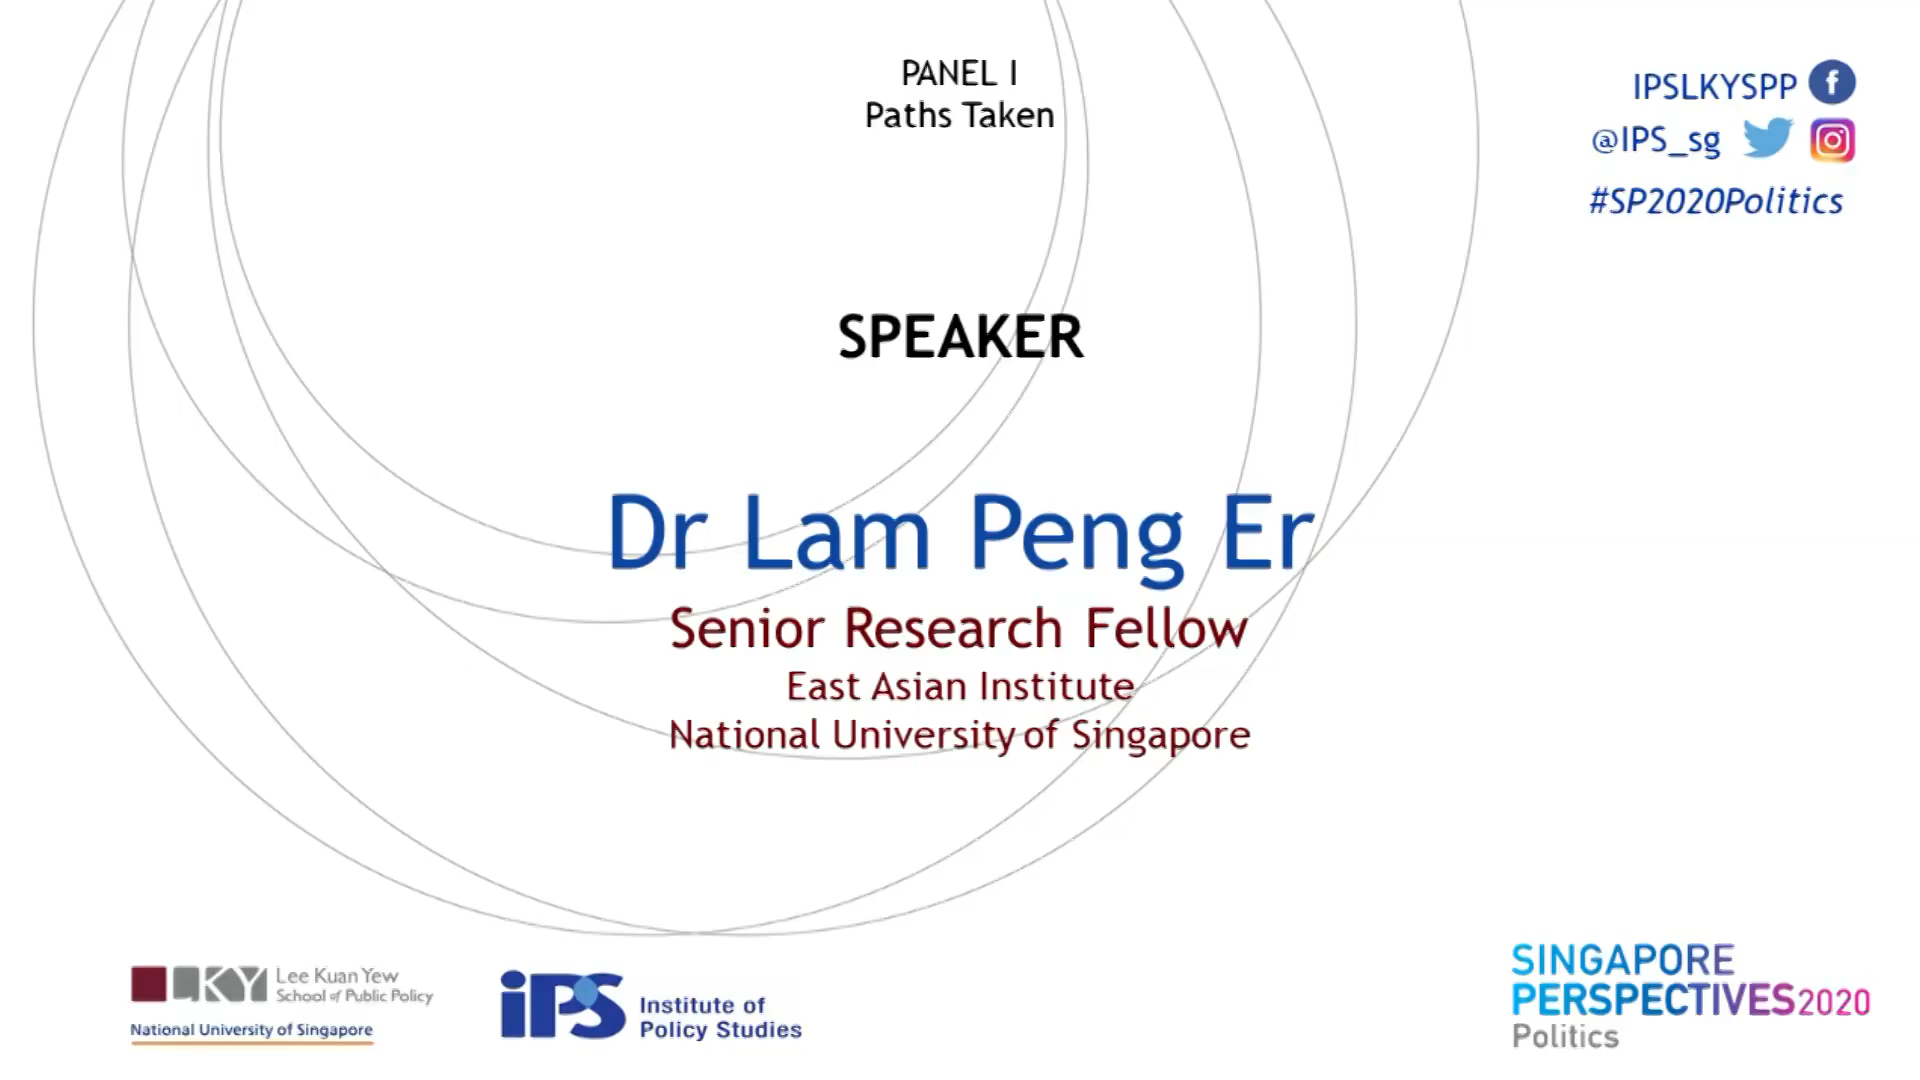 PANEL I
Paths Taken
IPSLKYSPP
@IPS_sg
#SP2020Politics
SPEAKER
Dr Lam Peng Er
Senior Research Fellow
East Asian Institute
National University of Singapore
LKY Lee Kuan Yew
School of Public Policy
National University of Singapore
iPS Institute of
Policy Studies
SINGAPORE
PERSPECTIVES2020
Politics